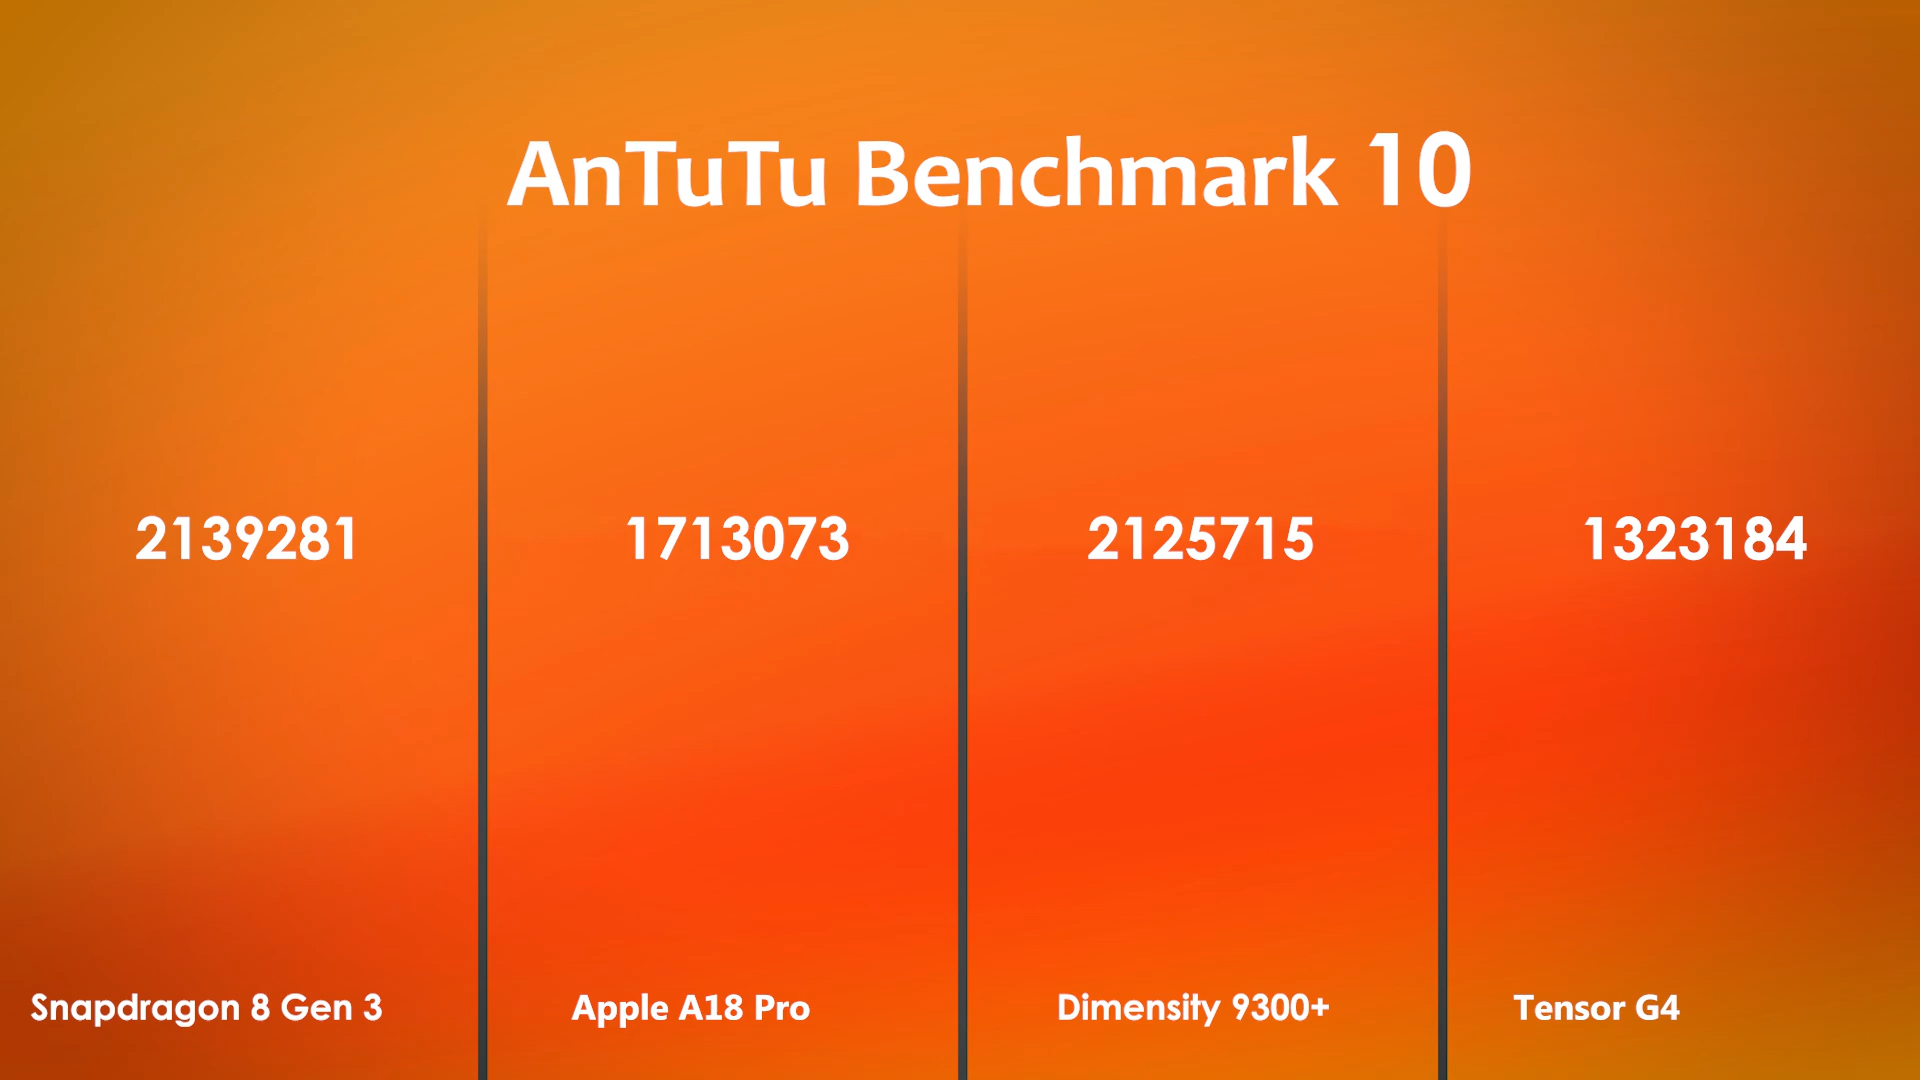 AnTuTu Benchmark 10
2139281
1713073
2125715
1323184
Snapdragon 8 Gen 3
Apple A18 Pro
Dimensity 9300+
Tensor G4